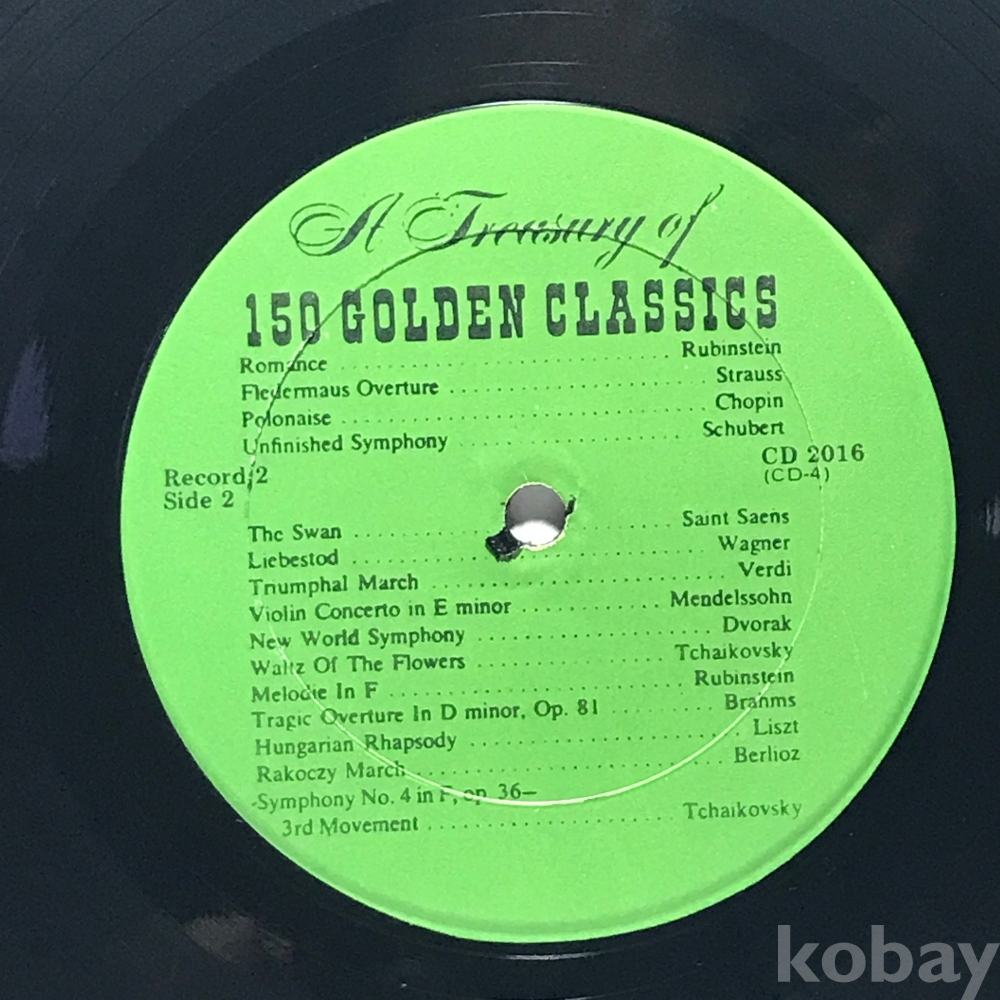 A Treasury of
150 GOLDEN CLASSICS
Romance Rubinstein
Fledermaus Overture Strauss
Polonaise Chopin
Unfinished Symphony Schubert
Record 2
Side 2
CD 2016
(CD-4)
The Swan Saint Saens
Liebestod Wagner
Triumphal March Verdi
Violin Concerto in E minor Mendelssohn
New World Symphony Dvorak
Waltz Of The Flowers Tchaikovsky
Melodie In F Rubinstein
Tragic Overture In D minor, Op. 81 Brahms
Hungarian Rhapsody Liszt
Rakoczy March Berlioz
-Symphony No. 4 in F, op. 36—
3rd Movement Tchaikovsky
kobay